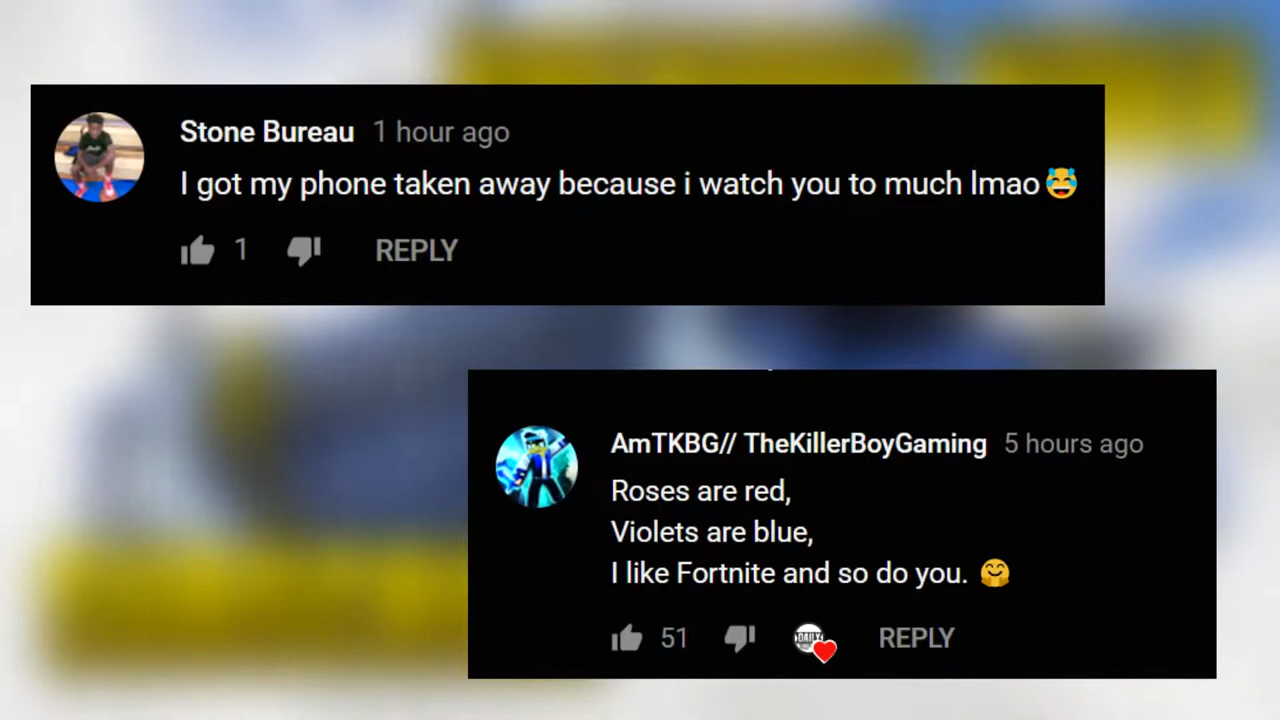 Stone Bureau 1 hour ago
I got my phone taken away because i watch you to much lmao 😂
1 REPLY
AmTKBG// TheKillerBoyGaming 5 hours ago
Roses are red,
Violets are blue,
I like Fortnite and so do you. 🤗
51 DAILY REPLY